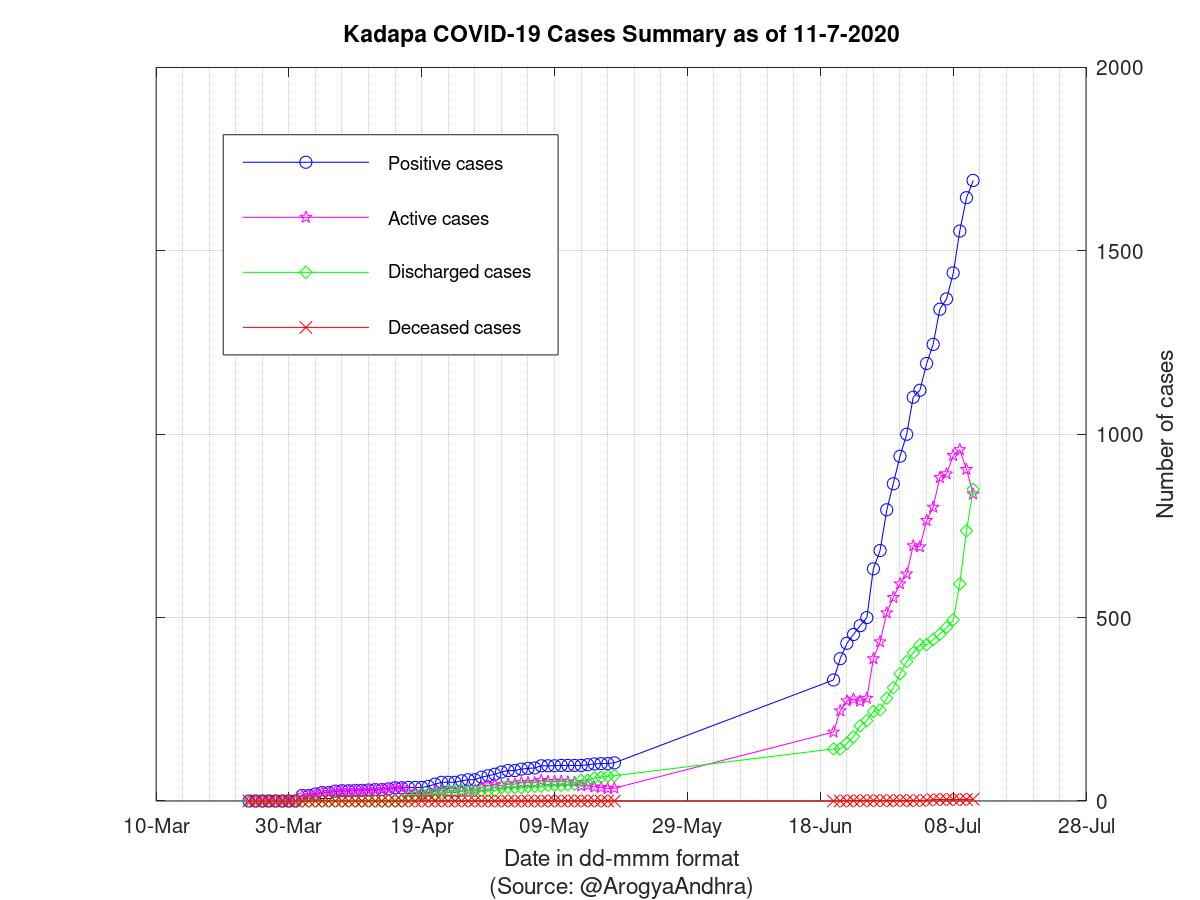 Kadapa COVID-19 Cases Summary as of 11-7-2020
Positive cases
Active cases
Discharged cases
Deceased cases
2000
1500
1000
500
0
Number of cases
10-Mar 30-Mar 19-Apr 09-May 29-May 18-Jun 08-Jul 28-Jul
Date in dd-mmm format
(Source: @ArogyaAndhra)